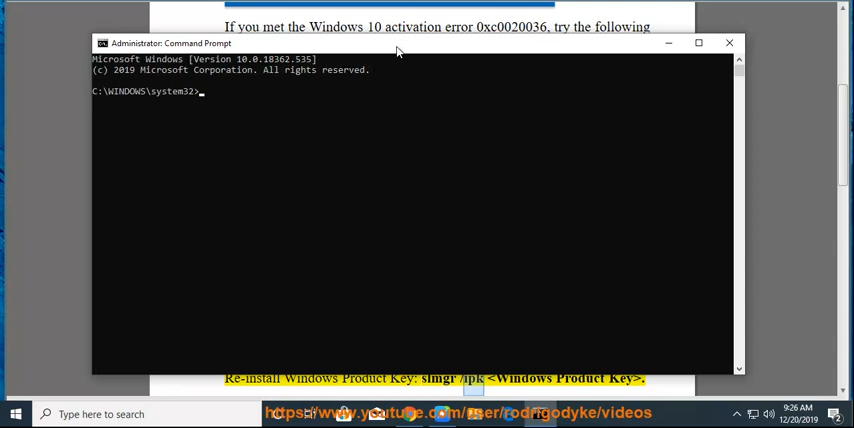 If you met the Windows 10 activation error 0xc0020036, try the following
Administrator: Command Prompt
Microsoft Windows [Version 10.0.18362.535]
(c) 2019 Microsoft Corporation. All rights reserved.
C:\WINDOWS\system32>
Re-install Windows Product Key: slmgr /ipk <Windows Product Key>.
Type here to search
https://www.youtube.com/user/rodrigodyke/videos
9:26 AM
12/20/2019
2